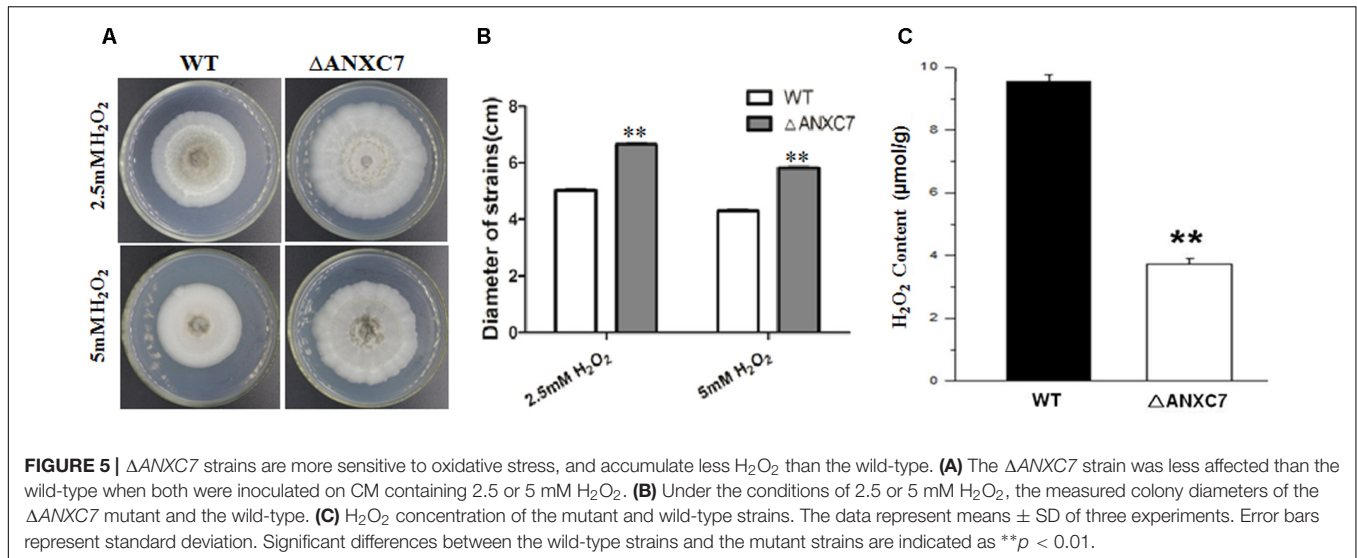 A
WT
ΔANXC7
2.5mM H₂O₂
5mM H₂O₂
B
WT
△ANXC7
Diameter of strains(cm)
8
6
4
2
0
**
**
2.5mM H₂O₂
5mM H₂O₂
C
H₂O₂ Content (μmol/g)
10
8
6
4
2
0
**
WT
△ANXC7
FIGURE 5 | ΔANXC7 strains are more sensitive to oxidative stress, and accumulate less H₂O₂ than the wild-type. (A) The ΔANXC7 strain was less affected than the
wild-type when both were inoculated on CM containing 2.5 or 5 mM H₂O₂. (B) Under the conditions of 2.5 or 5 mM H₂O₂, the measured colony diameters of the
ΔANXC7 mutant and the wild-type. (C) H₂O₂ concentration of the mutant and wild-type strains. The data represent means ± SD of three experiments. Error bars
represent standard deviation. Significant differences between the wild-type strains and the mutant strains are indicated as **p < 0.01.